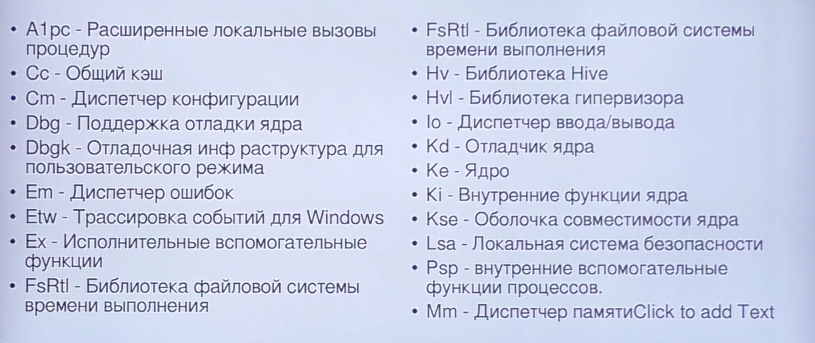 • A1pc - Расширенные локальные вызовы
процедур
• Cc - Общий кэш
• Cm - Диспетчер конфигурации
• Dbg - Поддержка отладки ядра
• Dbgk - Отладочная инф раструктура для
пользовательского режима
• Em - Диспетчер ошибок
• Etw - Трассировка событий для Windows
• Ex - Исполнительные вспомогательные
функции
• FsRtl - Библиотека файловой системы
времени выполнения
• FsRtl - Библиотека файловой системы
времени выполнения
• Hv - Библиотека Hive
• Hvl - Библиотека гипервизора
• Io - Диспетчер ввода/вывода
• Kd - Отладчик ядра
• Ke - Ядро
• Ki - Внутренние функции ядра
• Kse - Оболочка совместимости ядра
• Lsa - Локальная система безопасности
• Psp - внутренние вспомогательные
функции процессов.
• Mm - Диспетчер памятиClick to add Text